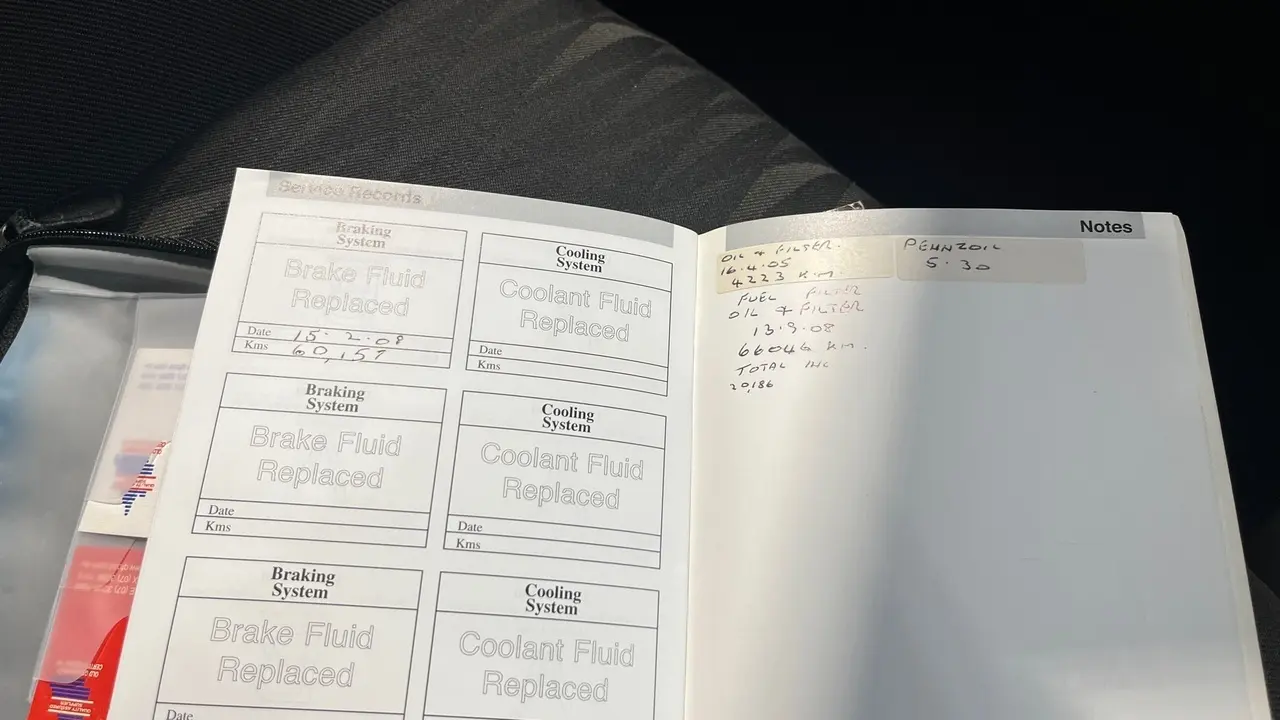 Service Records
Braking
System
Brake Fluid
Replaced
Date 15.2.08
Kms 60,157
Cooling
System
Coolant Fluid
Replaced
Date
Kms
Braking
System
Brake Fluid
Replaced
Date
Kms
Cooling
System
Coolant Fluid
Replaced
Date
Kms
Braking
System
Brake Fluid
Replaced
Date
Cooling
System
Coolant Fluid
Replaced
Notes
OIL & FILTER.
16.4.05
4223 KM.
PENNZOIL
5.30
FUEL FILTER
OIL & FILTER
13.9.08
66046 KM.
TOTAL INC
20,186